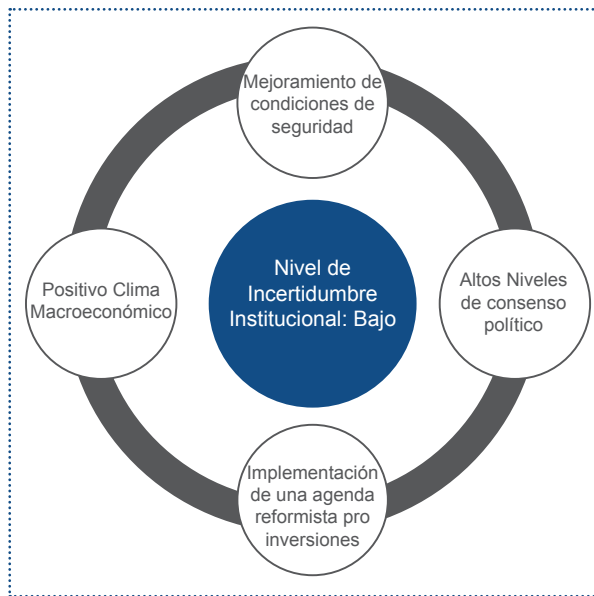 Mejoramiento de
condiciones de
seguridad
Positivo Clima
Macroeconómico
Nivel de
Incertidumbre
Institucional: Bajo
Altos Niveles
de consenso
político
Implementación
de una agenda
reformista pro
inversiones